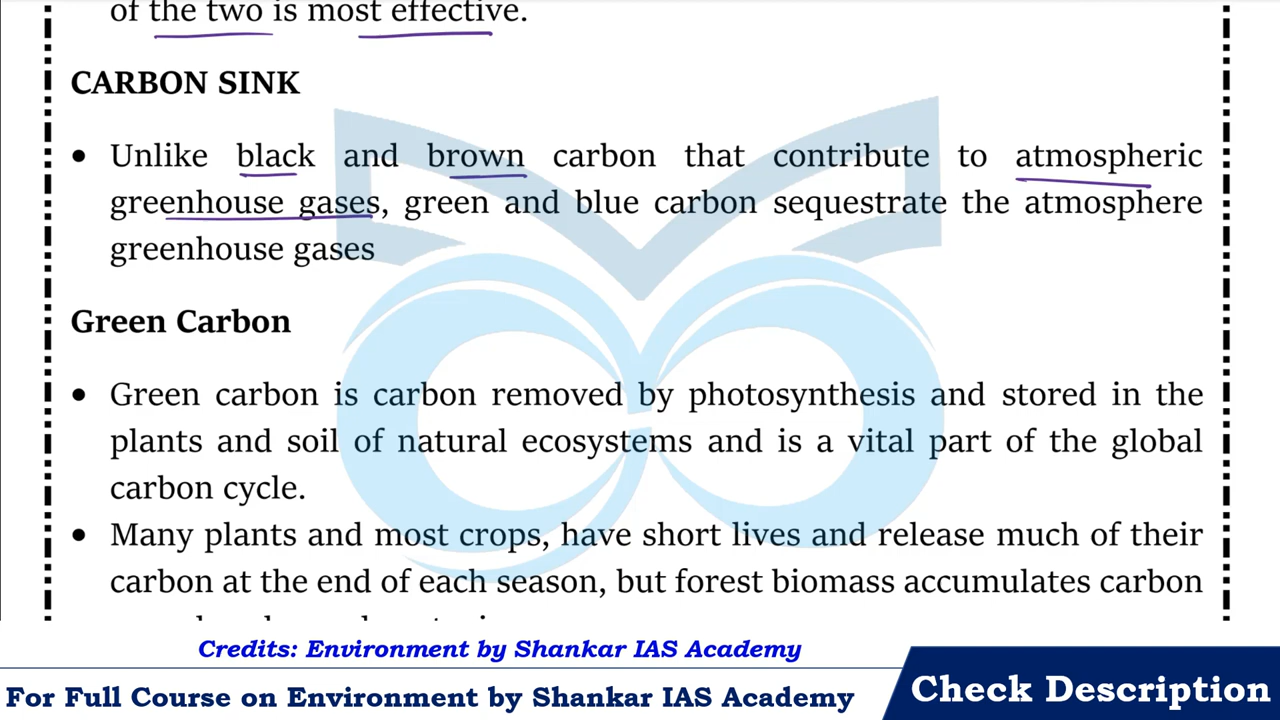 of the two is most effective.
CARBON SINK
• Unlike black and brown carbon that contribute to atmospheric
greenhouse gases, green and blue carbon sequestrate the atmosphere
greenhouse gases
Green Carbon
• Green carbon is carbon removed by photosynthesis and stored in the
plants and soil of natural ecosystems and is a vital part of the global
carbon cycle.
• Many plants and most crops, have short lives and release much of their
carbon at the end of each season, but forest biomass accumulates carbon
Credits: Environment by Shankar IAS Academy
For Full Course on Environment by Shankar IAS Academy
Check Description